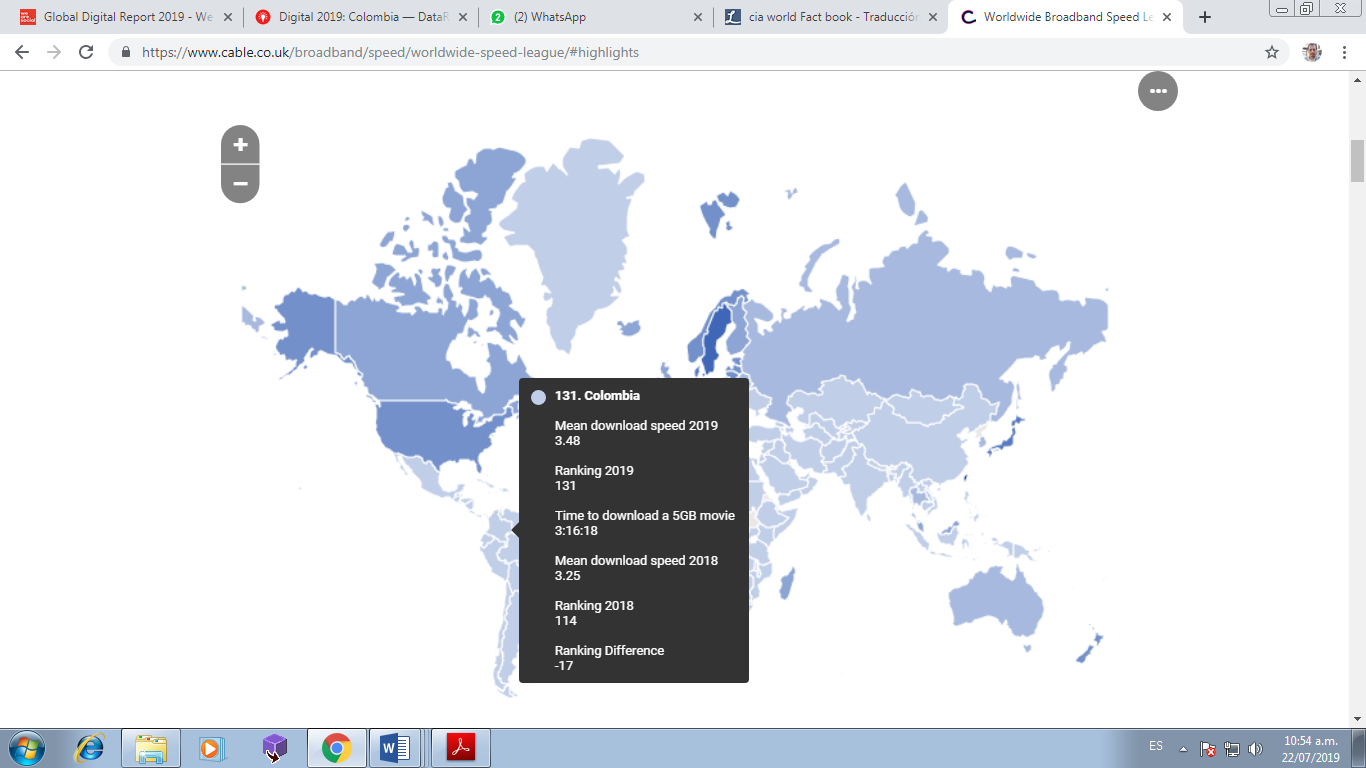 Global Digital Report 2019 - We
Digital 2019: Colombia — DataR
(2) WhatsApp
cia world Fact book - Traducción
Worldwide Broadband Speed Le
https://www.cable.co.uk/broadband/speed/worldwide-speed-league/#highlights
131. Colombia
Mean download speed 2019
3.48
Ranking 2019
131
Time to download a 5GB movie
3:16:18
Mean download speed 2018
3.25
Ranking 2018
114
Ranking Difference
-17
ES
10:54 a.m.
22/07/2019